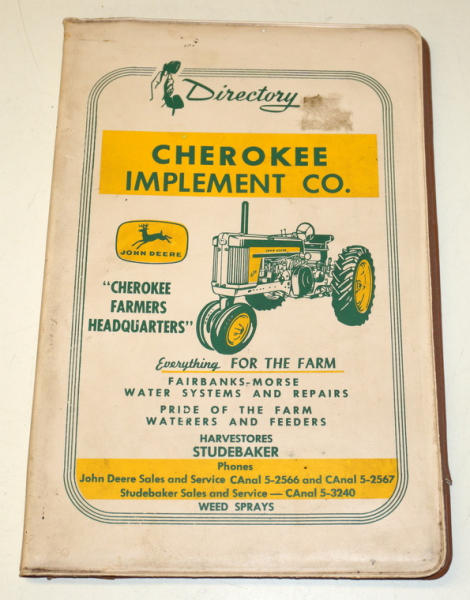 Directory
CHEROKEE
IMPLEMENT CO.
JOHN DEERE
JOHN DEERE
"CHEROKEE
FARMERS
HEADQUARTERS"
Everything FOR THE FARM
FAIRBANKS-MORSE
WATER SYSTEMS AND REPAIRS
PRIDE OF THE FARM
WATERERS AND FEEDERS
HARVESTORES
STUDEBAKER
Phones
John Deere Sales and Service CAnal 5-2566 and CAnal 5-2567
Studebaker Sales and Service — CAnal 5-3240
WEED SPRAYS